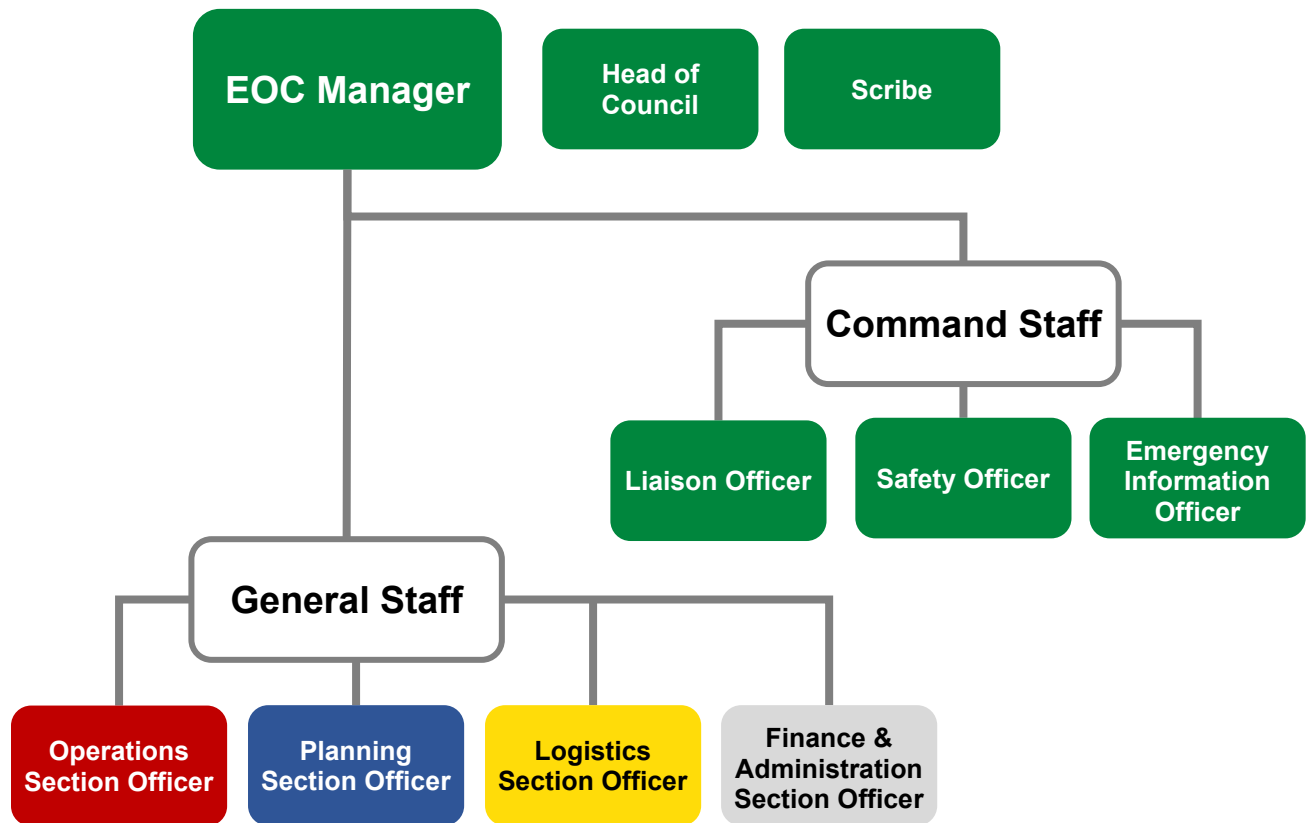 EOC Manager
Head of
Council
Scribe
Command Staff
Liaison Officer
Safety Officer
Emergency
Information
Officer
General Staff
Operations
Section Officer
Planning
Section Officer
Logistics
Section Officer
Finance &
Administration
Section Officer